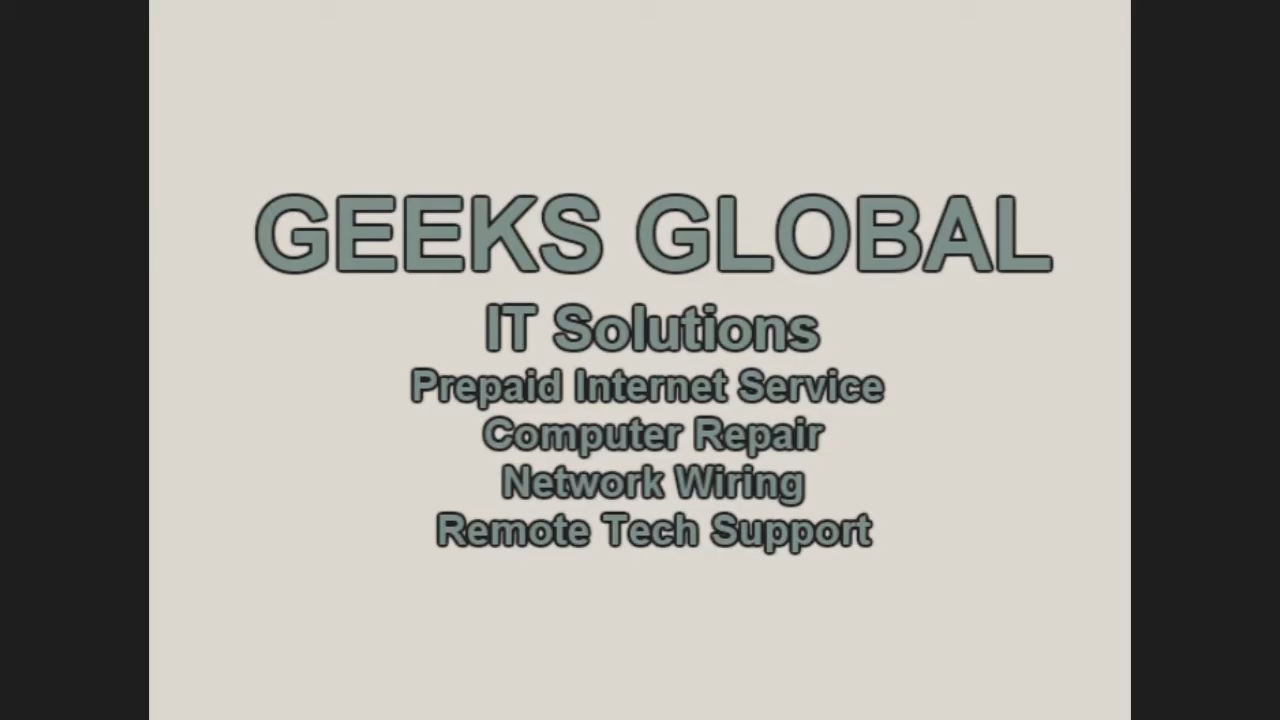 GEEKS GLOBAL
IT Solutions
Prepaid Internet Service
Computer Repair
Network Wiring
Remote Tech Support